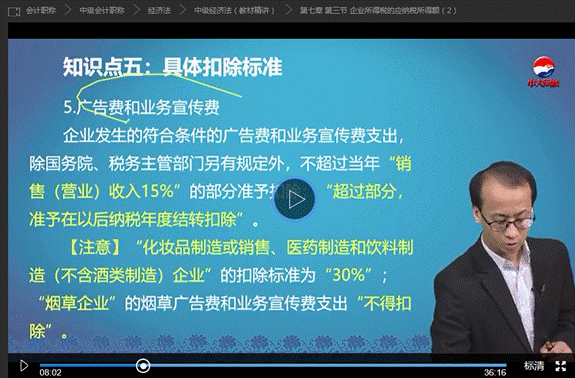 会计职称 > 中级会计职称 > 经济法 > 中级经济法（教材精讲） > 第七章 第三节 企业所得税的应纳税所得额（2）
知识点五：具体扣除标准
5.广告费和业务宣传费
企业发生的符合条件的广告费和业务宣传费支出，
除国务院、税务主管部门另有规定外，不超过当年“销
售（营业）收入15%”的部分准予扣除；“超过部分，
准予在以后纳税年度结转扣除”。
【注意】“化妆品制造或销售、医药制造和饮料制
造（不含酒类制造）企业”的扣除标准为“30%”；
“烟草企业”的烟草广告费和业务宣传费支出“不得扣
除”。
08:02
36:16
标清